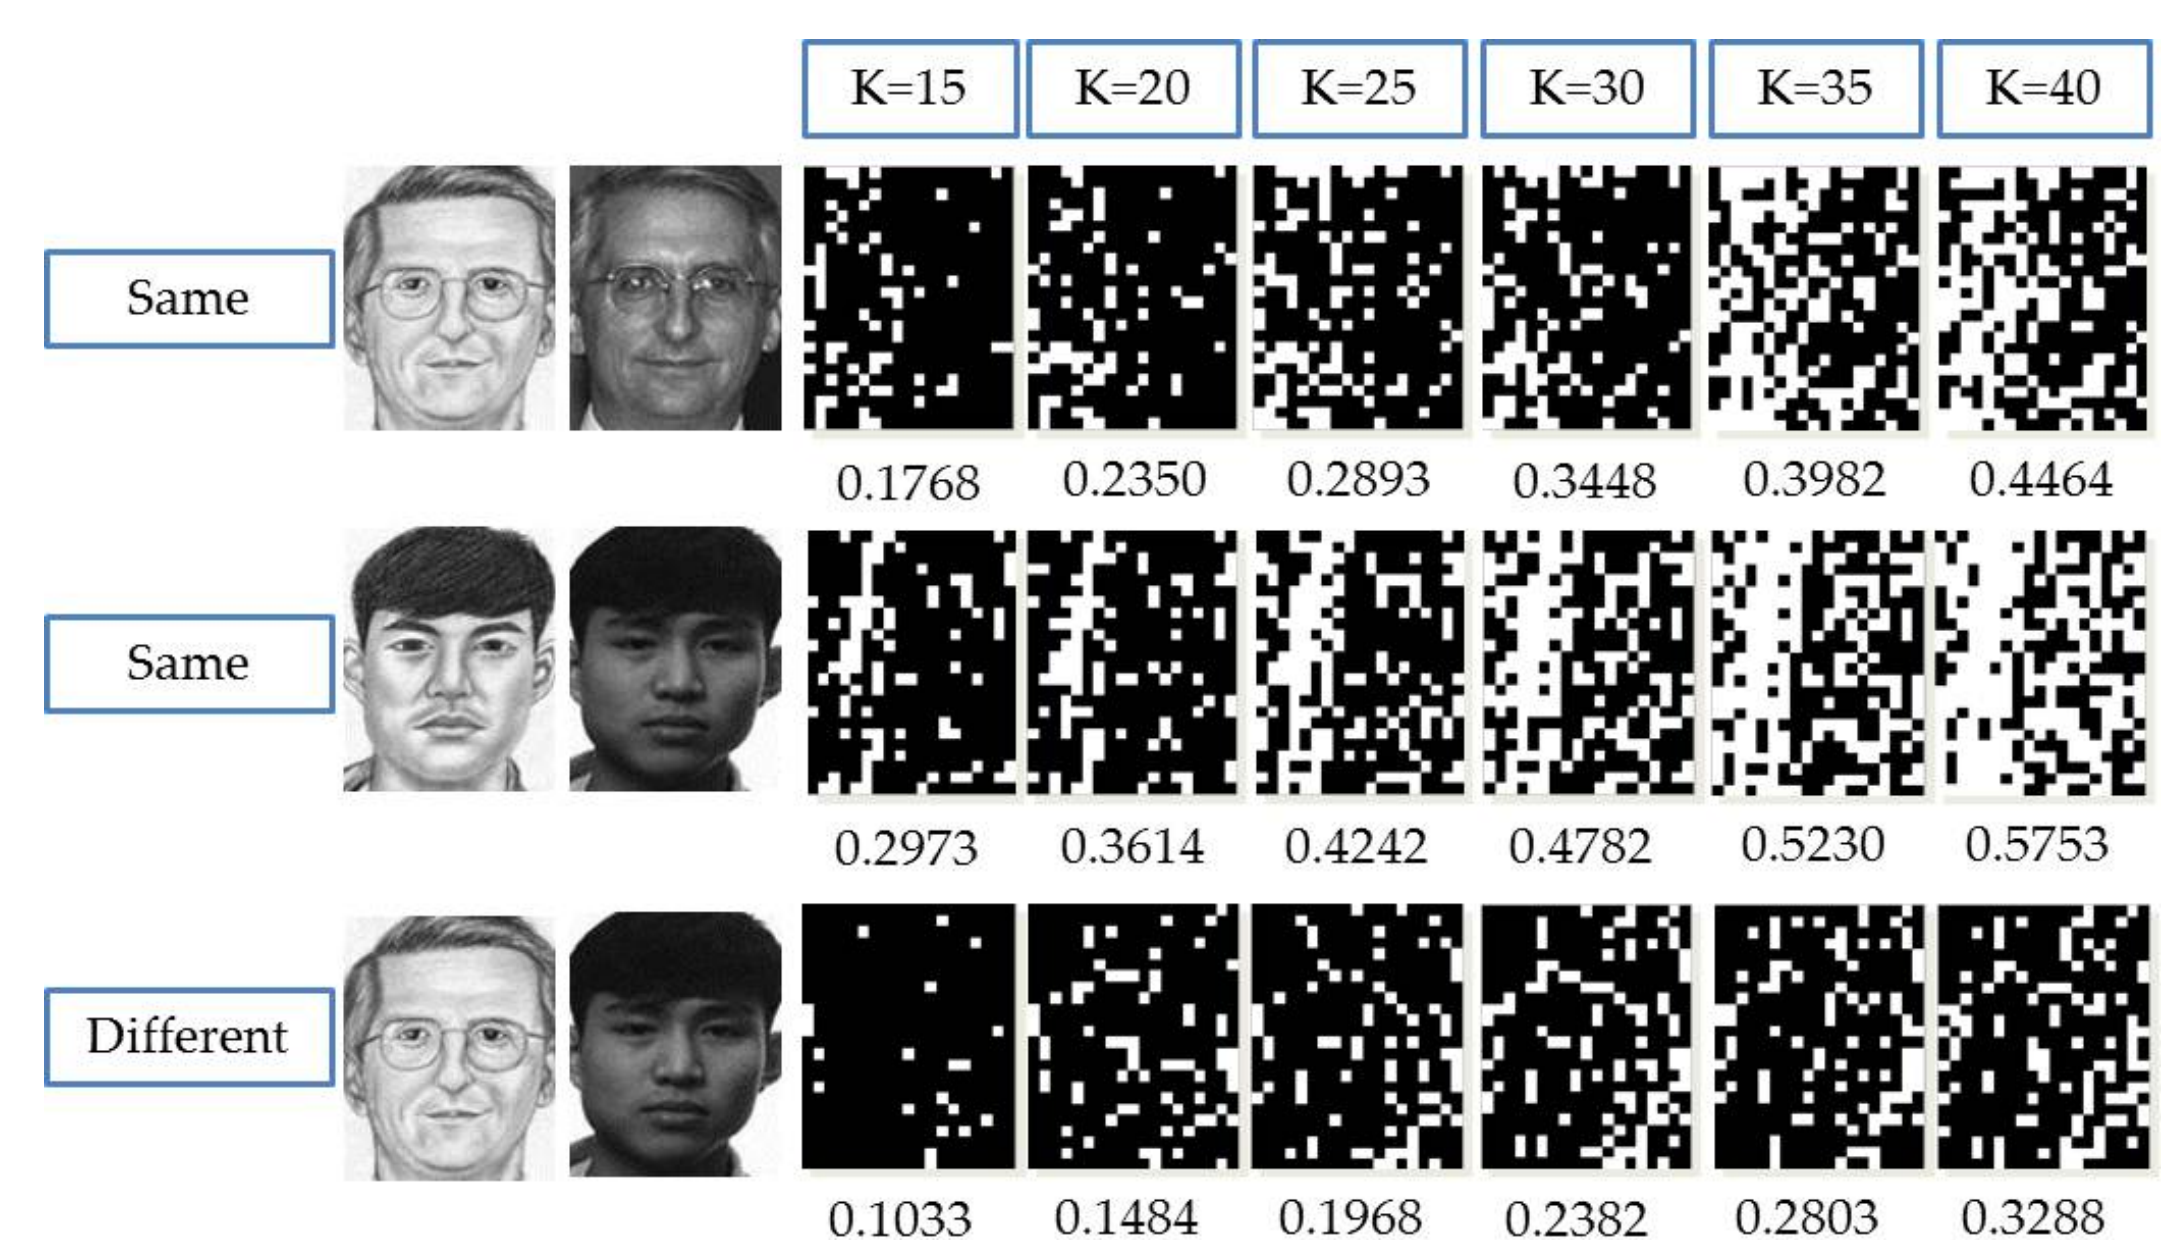 K=15 K=20 K=25 K=30 K=35 K=40
Same
0.1768 0.2350 0.2893 0.3448 0.3982 0.4464
Same
0.2973 0.3614 0.4242 0.4782 0.5230 0.5753
Different
0.1033 0.1484 0.1968 0.2382 0.2803 0.3288